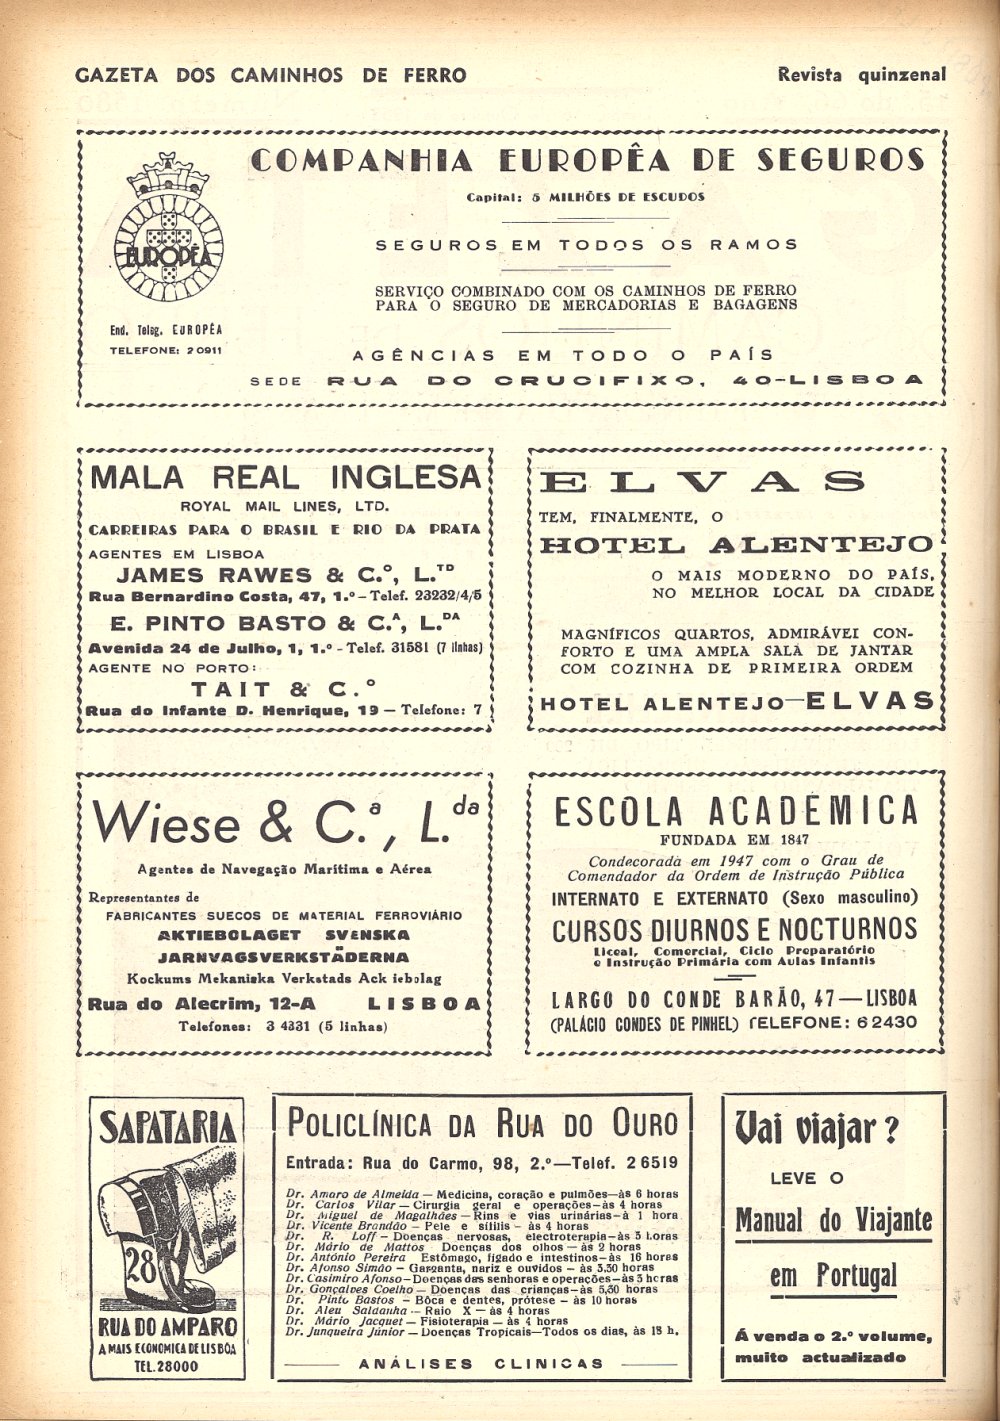 GAZETA DOS CAMINHOS DE FERRO
Revista quinzenal
COMPANHIA EUROPÊA DE SEGUROS
Capital: 5 MILHÕES DE ESCUDOS
SEGUROS EM TODOS OS RAMOS
SERVIÇO COMBINADO COM OS CAMINHOS DE FERRO
PARA O SEGURO DE MERCADORIAS E BAGAGENS
AGÊNCIAS EM TODO O PAÍS
SEDE RUA DO CRUCIFIXO, 40-LISBOA
EUROPÊA
End. Teleg. EUROPÊA
TELEFONE: 20911
MALA REAL INGLESA
ROYAL MAIL LINES, LTD.
CARREIRAS PARA O BRASIL E RIO DA PRATA
AGENTES EM LISBOA
JAMES RAWES & C.º, L.TD
Rua Bernardino Costa, 47, 1.º – Telef. 23232/4/5
E. PINTO BASTO & C.ª, L.DA
Avenida 24 de Julho, 1, 1.º - Telef. 31581 (7 linhas)
AGENTE NO PORTO:
TAIT & C.º
Rua do Infante D. Henrique, 19 — Telefone: 7
ELVAS
TEM, FINALMENTE, O
HOTEL ALENTEJO
O MAIS MODERNO DO PAÍS,
NO MELHOR LOCAL DA CIDADE
MAGNÍFICOS QUARTOS, ADMIRÁVEI CON-
FORTO E UMA AMPLA SALA DE JANTAR
COM COZINHA DE PRIMEIRA ORDEM
HOTEL ALENTEJO—ELVAS
Wiese & C.ª, L.da
Agentes de Navegação Marítima e Aérea
Representantes de
FABRICANTES SUECOS DE MATERIAL FERROVIÁRIO
AKTIEBOLAGET SVENSKA
JARNVAGSVERKSTÄDERNA
Kockums Mekaniska Verkstads Ack iebolag
Rua do Alecrim, 12-A LISBOA
Telefones: 3 4331 (5 linhas)
ESCOLA ACADÉMICA
FUNDADA EM 1847
Condecorada em 1947 com o Grau de
Comendador da Ordem de Instrução Pública
INTERNATO E EXTERNATO (Sexo masculino)
CURSOS DIURNOS E NOCTURNOS
Liceal, Comercial, Ciclo Preparatório
e Instrução Primária com Aulas Infantis
LARGO DO CONDE BARÃO, 47 — LISBOA
(PALÁCIO CONDES DE PINHEL) TELEFONE: 62430
SAPATARIA
28
RUA DO AMPARO
A MAIS ECONOMICA DE LISBOA
TEL. 28000
POLICLÍNICA DA RUA DO OURO
Entrada: Rua do Carmo, 98, 2.º—Telef. 26519
Dr. Amaro de Almeida — Medicina, coração e pulmões—às 6 horas
Dr. Carlos Vilar — Cirurgia geral e operações—às 4 horas
Dr. Miguel de Magalhães — Rins e vias urinárias—à 1 hora
Dr. Vicente Brandão — Pele e sífilis — às 4 horas
Dr. R. Loff — Doenças nervosas, electroterapia—às 3 horas
Dr. Mário de Mattos Doenças dos olhos — às 2 horas
Dr. António Pereira Estômago, fígado e intestinos—às 16 horas
Dr. Afonso Simão — Garganta, nariz e ouvidos — às 3,30 horas
Dr. Casimiro Afonso—Doenças das senhoras e operações—às 3 horas
Dr. Gonçalves Coelho — Doenças das crianças—às 5,30 horas
Dr. Pinto Bastos — Bôca e dentes, prótese — às 10 horas
Dr. Aleu Saldanha — Raio X — às 4 horas
Dr. Mário Jacquet — Fisioterapia — às 4 horas
Dr. Junqueira Júnior — Doenças Tropicais—Todos os dias, às 18 h.
ANÁLISES CLINICAS
Vai viajar?
LEVE O
Manual do Viajante
em Portugal
Á venda o 2.º volume,
muito actualizado